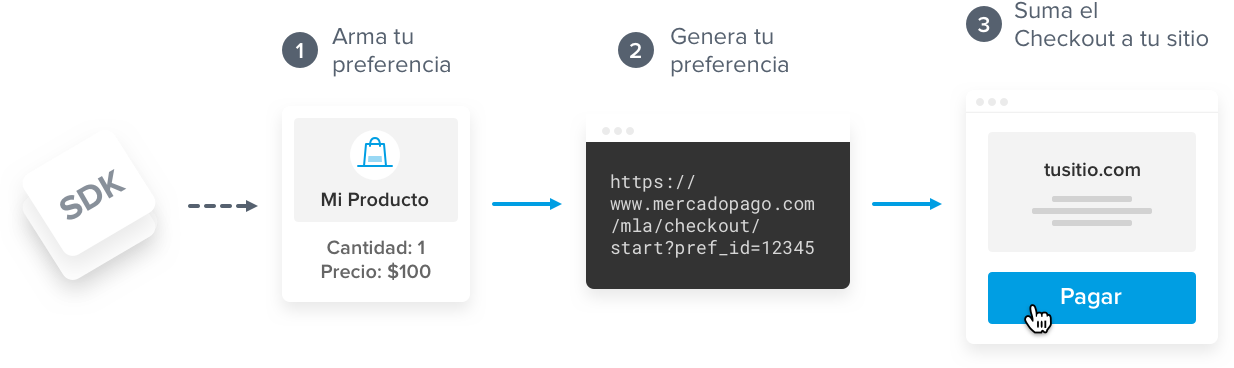 SDK
1
Arma tu
preferencia
Mi Producto
Cantidad: 1
Precio: $100
2
Genera tu
preferencia
https://
www.mercadopago.com
/mla/checkout/
start?pref_id=12345
3
Suma el
Checkout a tu sitio
tusitio.com
Pagar